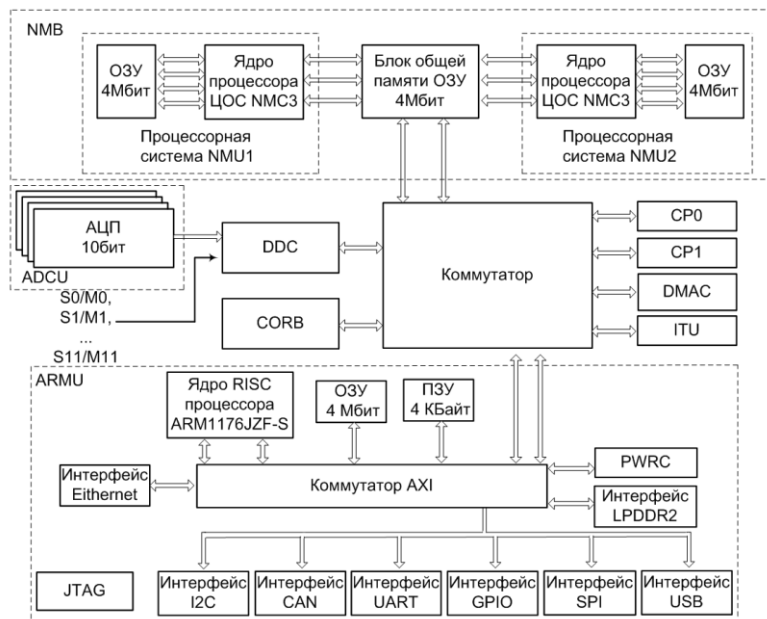 NMB
ОЗУ
4Мбит
Ядро
процессора
ЦОС NMC3
Блок общей
памяти ОЗУ
4Мбит
Ядро
процессора
ЦОС NMC3
ОЗУ
4Мбит
Процессорная
система NMU1
Процессорная
система NMU2
АЦП
10бит
ADCU
DDC
Коммутатор
CP0
CP1
DMAC
ITU
S0/M0,
S1/M1,
...
S11/M11
CORB
ARMU
Ядро RISC
процессора
ARM1176JZF-S
ОЗУ
4 Мбит
ПЗУ
4 КБайт
Интерфейс
Eithernet
Коммутатор AXI
PWRC
Интерфейс
LPDDR2
JTAG
Интерфейс
I2C
Интерфейс
CAN
Интерфейс
UART
Интерфейс
GPIO
Интерфейс
SPI
Интерфейс
USB